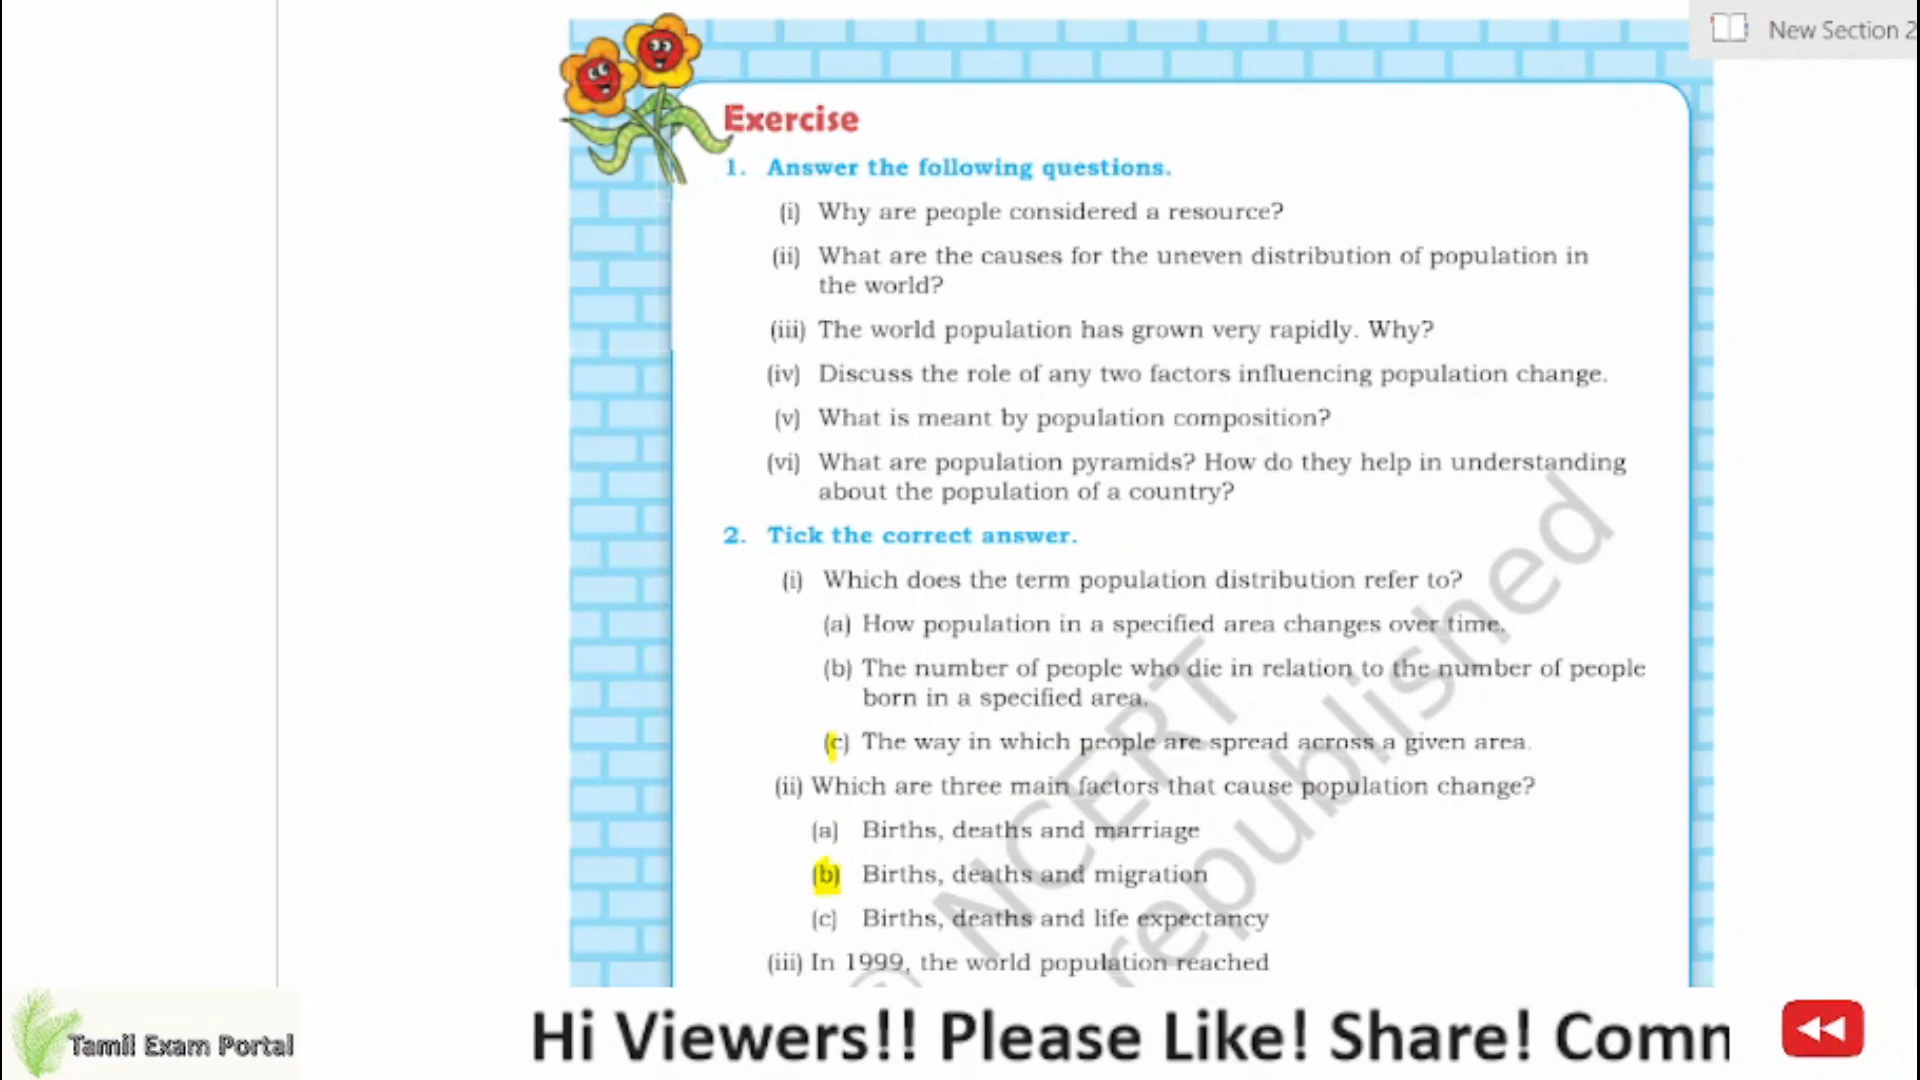 New Section 2
Exercise
1. Answer the following questions.
(i) Why are people considered a resource?
(ii) What are the causes for the uneven distribution of population in
the world?
(iii) The world population has grown very rapidly. Why?
(iv) Discuss the role of any two factors influencing population change.
(v) What is meant by population composition?
(vi) What are population pyramids? How do they help in understanding
about the population of a country?
2. Tick the correct answer.
(i) Which does the term population distribution refer to?
(a) How population in a specified area changes over time.
(b) The number of people who die in relation to the number of people
born in a specified area.
(c) The way in which people are spread across a given area.
(ii) Which are three main factors that cause population change?
(a) Births, deaths and marriage
(b) Births, deaths and migration
(c) Births, deaths and life expectancy
(iii) In 1999, the world population reached
© NCERT
republished
Tamil Exam Portal
Hi Viewers!! Please Like! Share! Comm